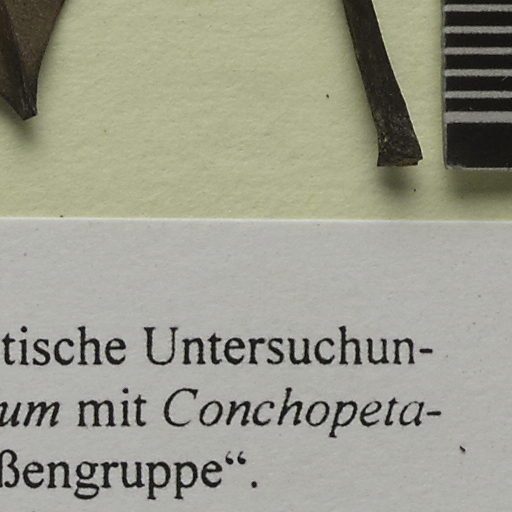 tische Untersuchun-
um mit Conchopeta-
ßengruppe“.